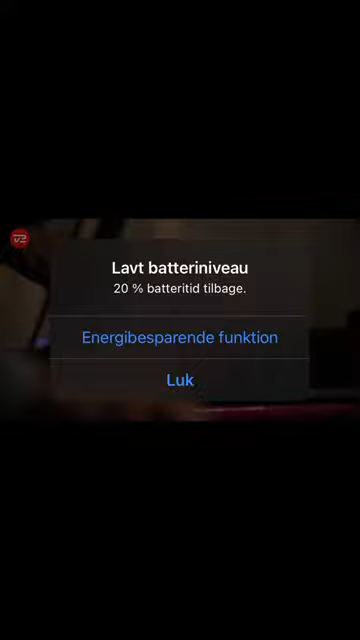 Lavt batteriniveau
20 % batteritid tilbage.
Energibesparende funktion
Luk